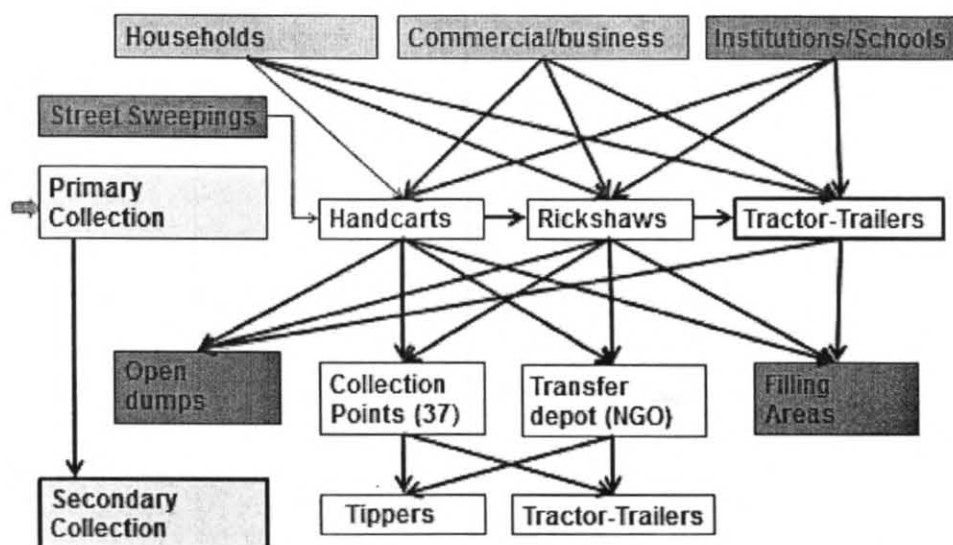 Households
Commercial/business
Institutions/Schools
Street Sweepings
Primary
Collection
Handcarts
Rickshaws
Tractor-Trailers
Open
dumps
Collection
Points (37)
Transfer
depot (NGO)
Filling
Areas
Secondary
Collection
Tippers
Tractor-Trailers